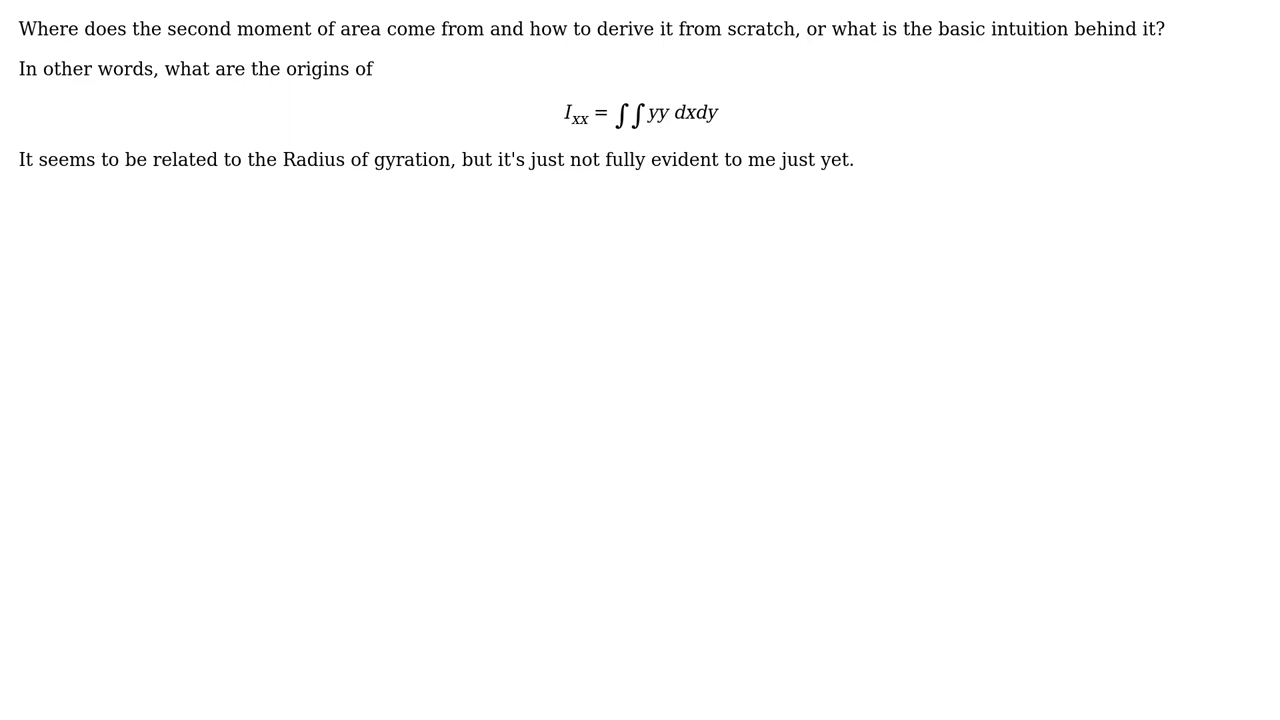 Where does the second moment of area come from and how to derive it from scratch, or what is the basic intuition behind it?
In other words, what are the origins of
I_xx = ∫∫ yy dxdy
It seems to be related to the Radius of gyration, but it's just not fully evident to me just yet.